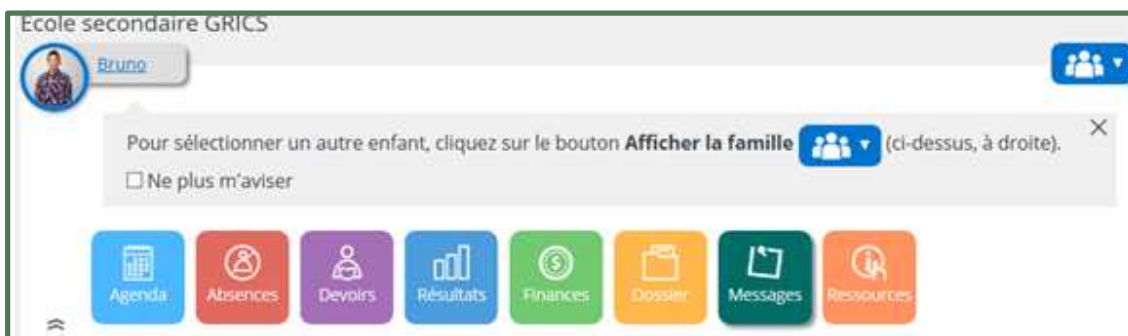 École secondaire GRICS
Bruno
Pour sélectionner un autre enfant, cliquez sur le bouton Afficher la famille (ci-dessus, à droite).
Ne plus m'aviser
Agenda Absences Devoirs Résultats Finances Dossier Messages Ressources